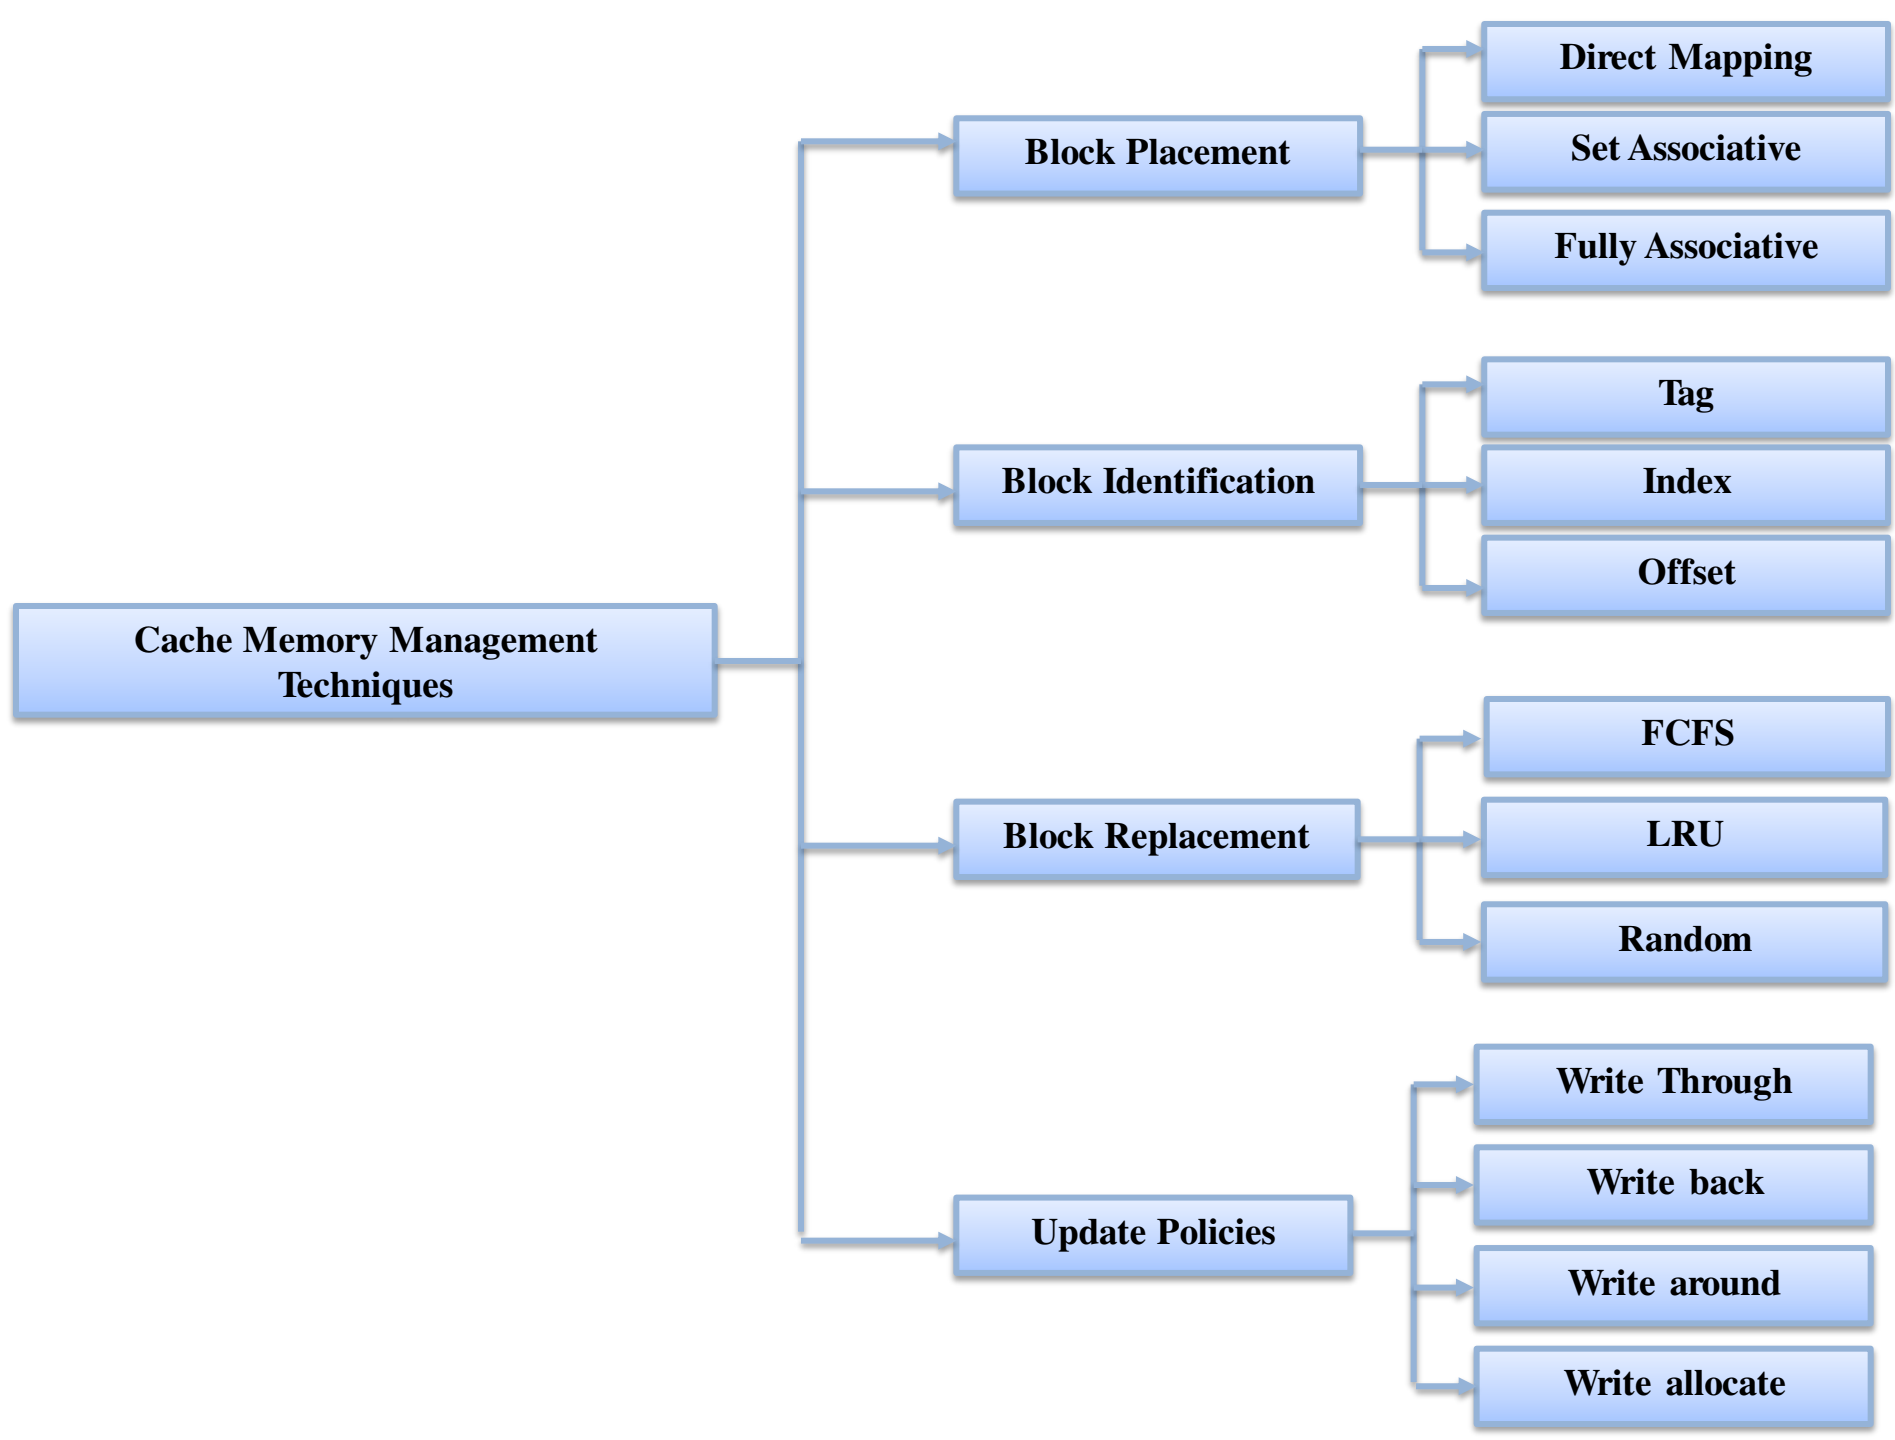 Direct Mapping
Block Placement
Set Associative
Fully Associative
Tag
Block Identification
Index
Offset
Cache Memory Management
Techniques
FCFS
Block Replacement
LRU
Random
Write Through
Write back
Update Policies
Write around
Write allocate